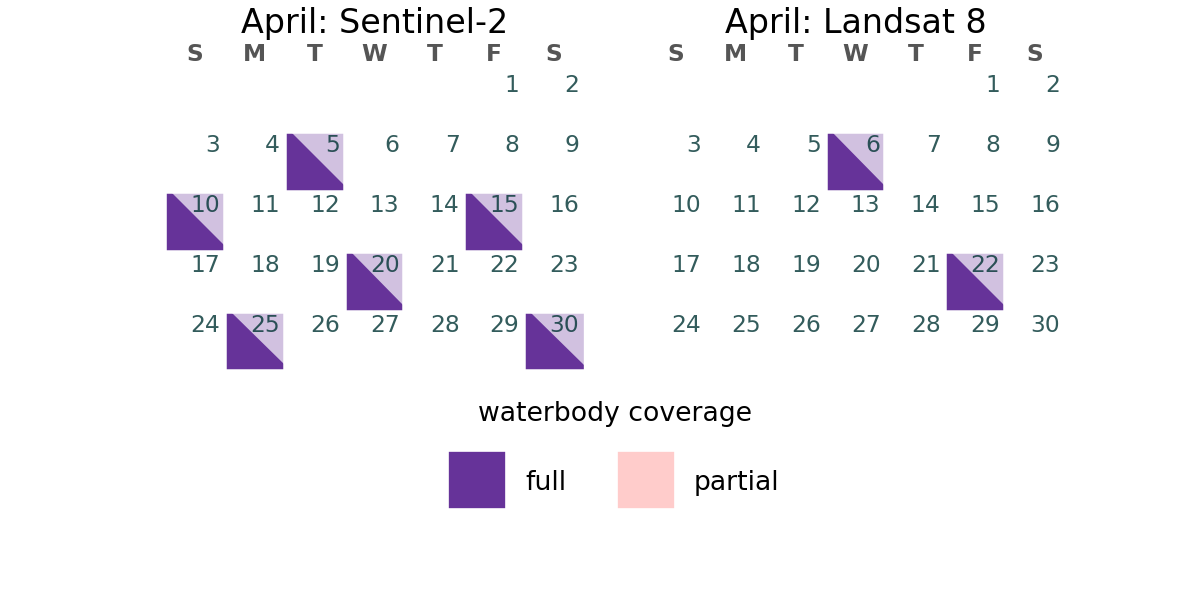 April: Sentinel-2
S M T W T F S
1 2
3 4 5 6 7 8 9
10 11 12 13 14 15 16
17 18 19 20 21 22 23
24 25 26 27 28 29 30
April: Landsat 8
S M T W T F S
1 2
3 4 5 6 7 8 9
10 11 12 13 14 15 16
17 18 19 20 21 22 23
24 25 26 27 28 29 30
waterbody coverage
full partial